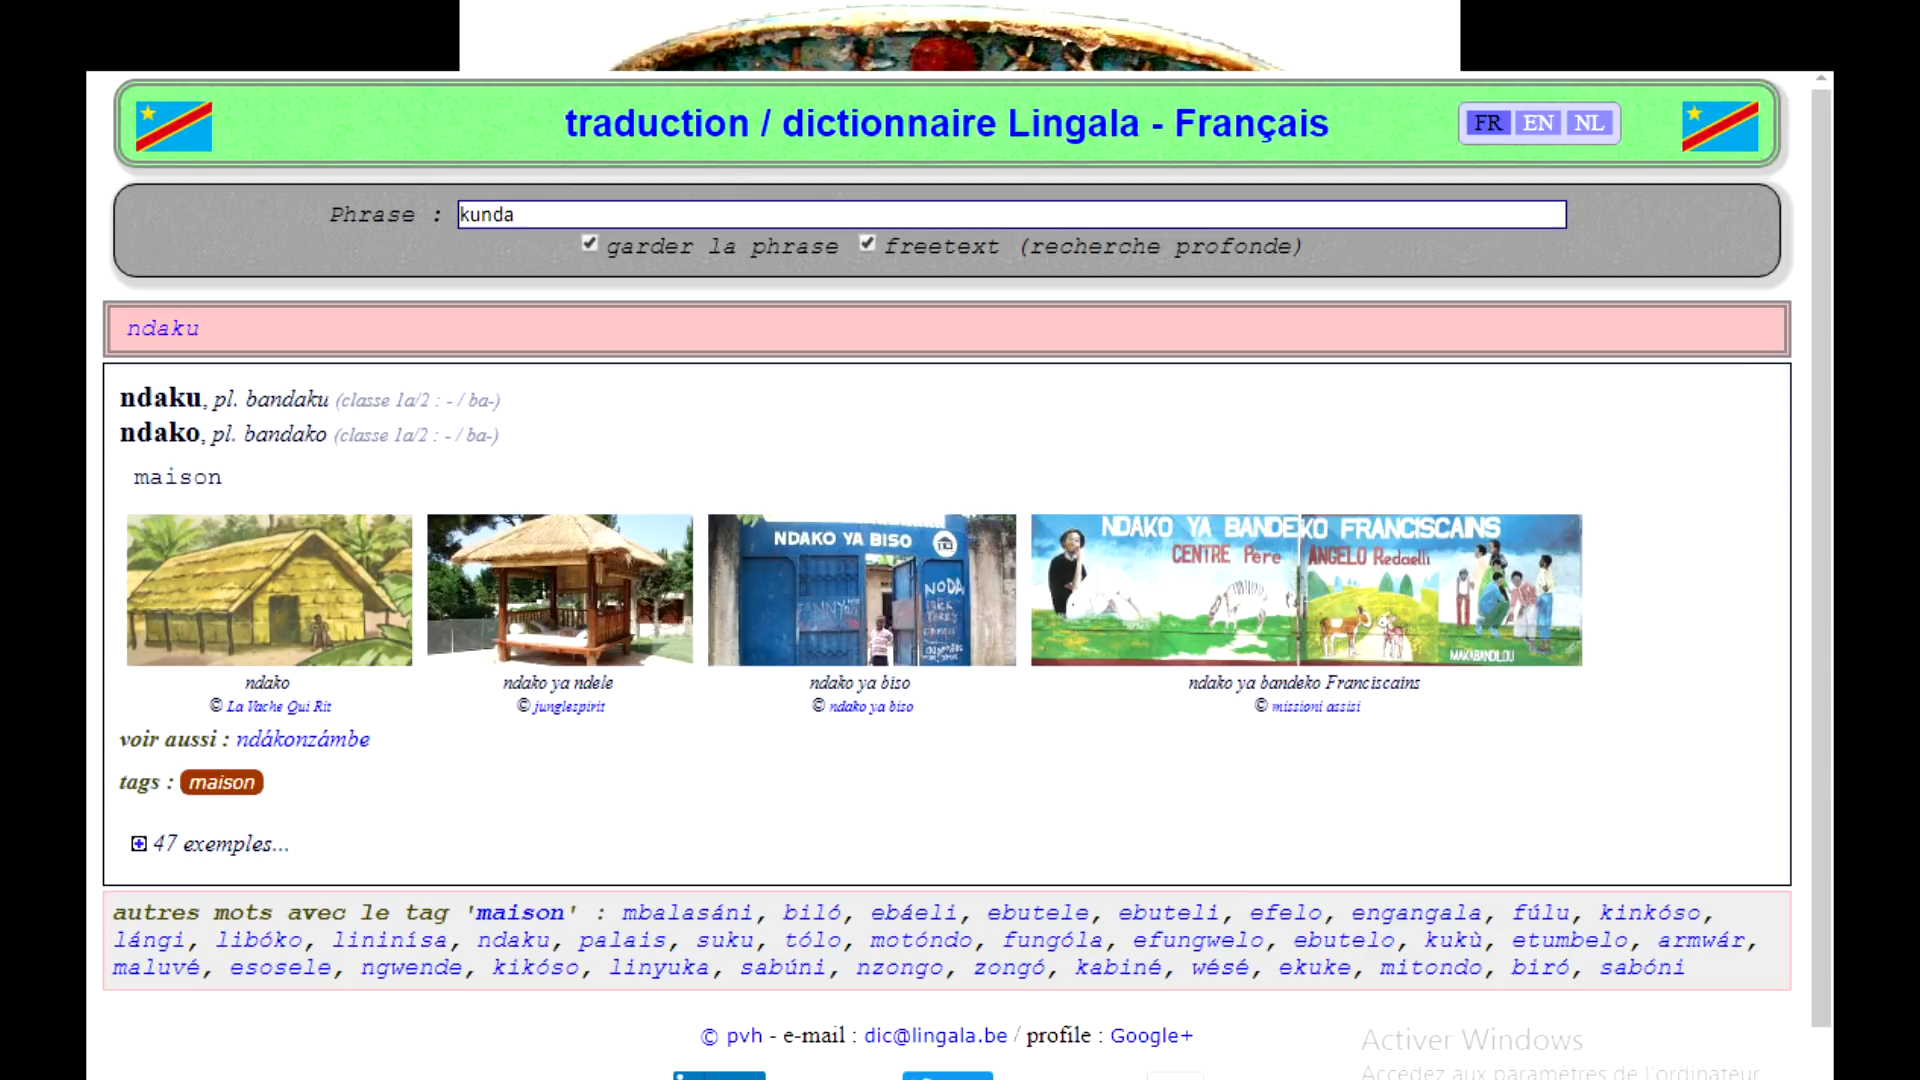 traduction / dictionnaire Lingala - Français
FR EN NL
Phrase : kunda
garder la phrase freetext (recherche profonde)
ndaku
ndaku, pl. bandaku (classe 1a/2 : - / ba-)
ndako, pl. bandako (classe 1a/2 : - / ba-)
maison
NDAKO YA BISO
NDAKO YA BANDEKO FRANCISCAINS
CENTRE Pere ANGELO Redaelli
MAKABANDILOU
ndako
© La Vache Qui Rit
ndako ya ndele
© junglespirit
ndako ya biso
© ndako ya biso
ndako ya bandeko Franciscains
© missioni assisi
voir aussi : ndákonzámbe
tags : maison
47 exemples...
autres mots avec le tag 'maison' : mbalasáni, biló, ebáeli, ebutele, ebuteli, efelo, engangala, fúlu, kinkóso,
lángi, libóko, lininísa, ndaku, palais, suku, tólo, motóndo, fungóla, efungwelo, ebutelo, kukù, etumbelo, armwár,
maluvé, esosele, ngwende, kikóso, linyuka, sabúni, nzongo, zongó, kabiné, wésé, ekuke, mitondo, biró, sabóni
© pvh - e-mail : dic@lingala.be / profile : Google+
Activer Windows
Accédez aux paramètres de l'ordinateur